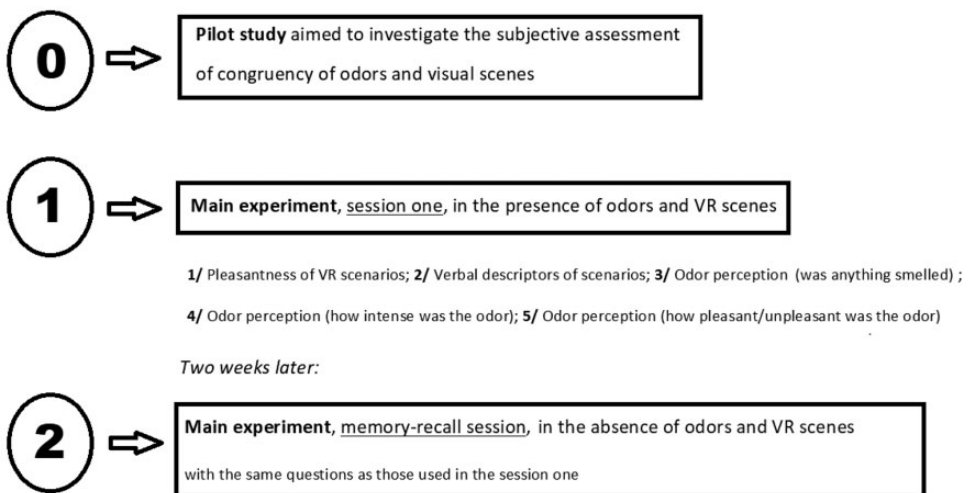 0
Pilot study aimed to investigate the subjective assessment
of congruency of odors and visual scenes
1
Main experiment, session one, in the presence of odors and VR scenes
1/ Pleasantness of VR scenarios; 2/ Verbal descriptors of scenarios; 3/ Odor perception (was anything smelled) ;
4/ Odor perception (how intense was the odor); 5/ Odor perception (how pleasant/unpleasant was the odor)
Two weeks later:
2
Main experiment, memory-recall session, in the absence of odors and VR scenes
with the same questions as those used in the session one